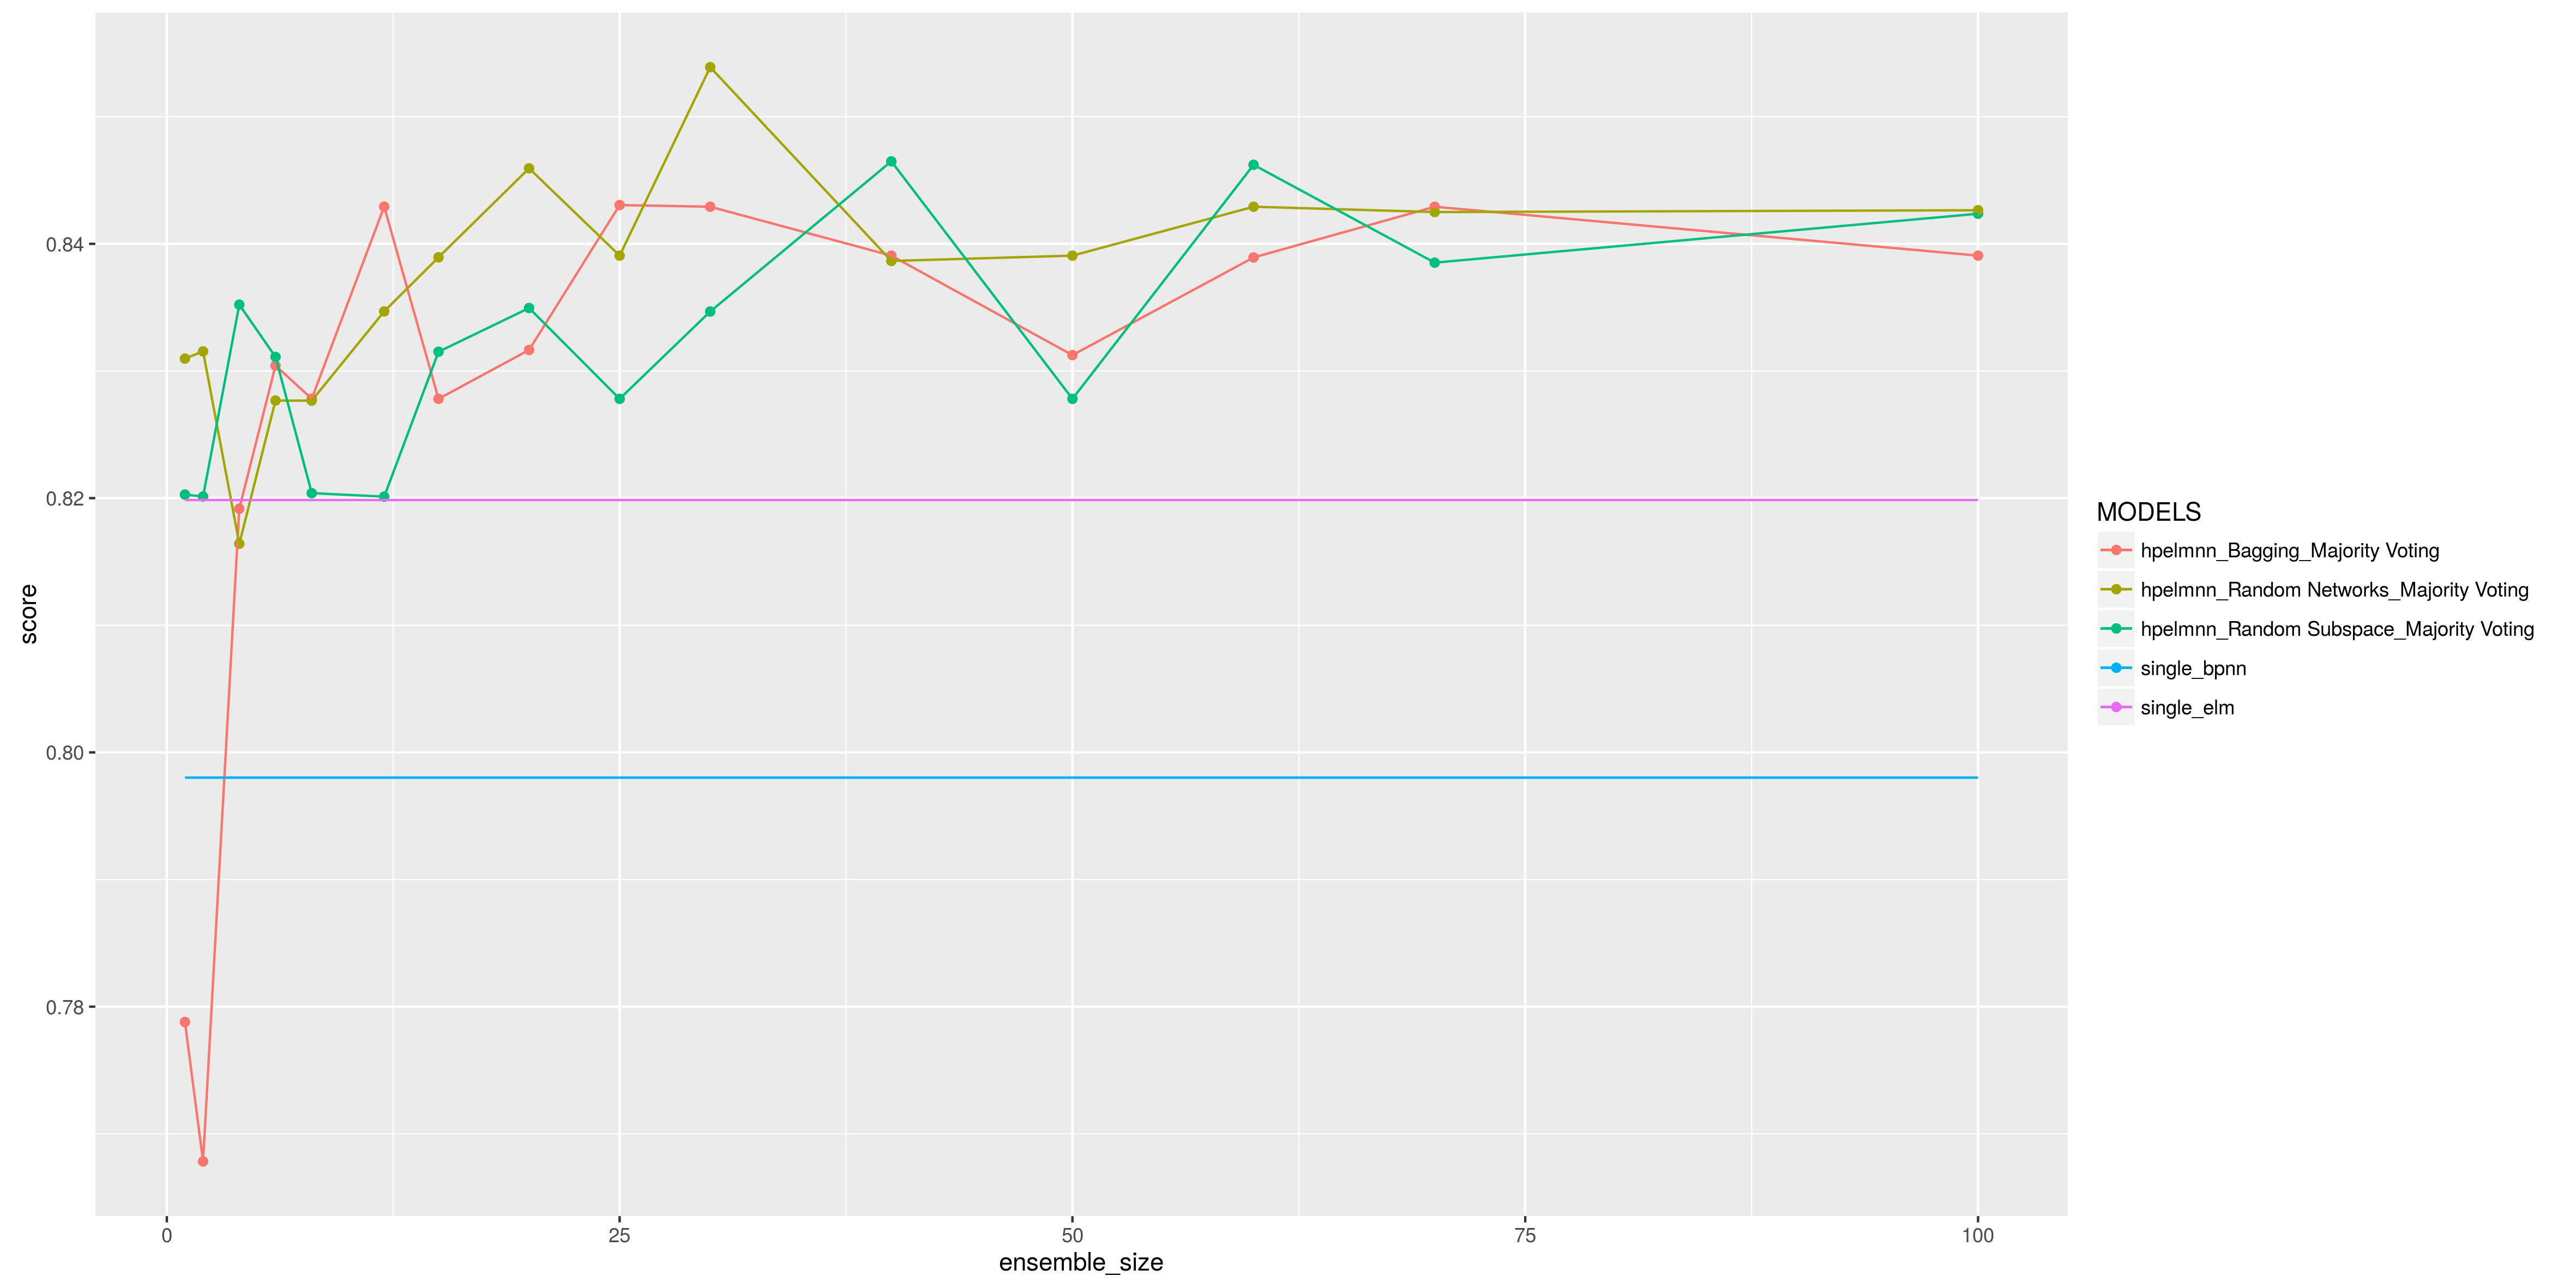 0.84
0.82
0.80
0.78
score
0
25
50
75
100
ensemble_size
MODELS
hpelmnn_Bagging_Majority Voting
hpelmnn_Random Networks_Majority Voting
hpelmnn_Random Subspace_Majority Voting
single_bpnn
single_elm